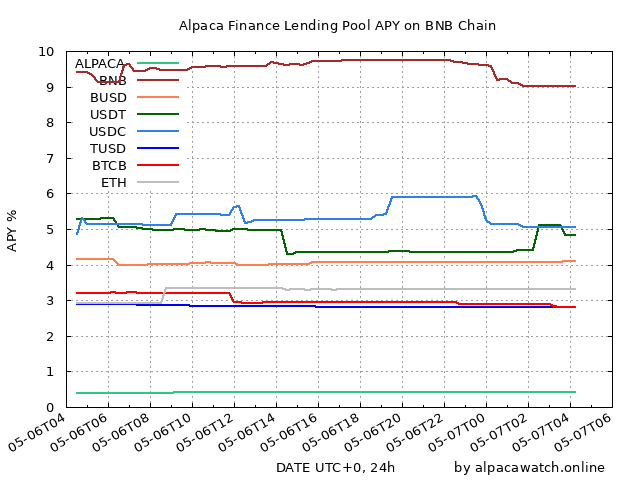 Alpaca Finance Lending Pool APY on BNB Chain
10
9
8
7
6
5
4
3
2
1
0
APY %
ALPACA
BNB
BUSD
USDT
USDC
TUSD
BTCB
ETH
05-06T04
05-06T06
05-06T08
05-06T10
05-06T12
05-06T14
05-06T16
05-06T18
05-06T20
05-06T22
05-07T00
05-07T02
05-07T04
05-07T06
DATE UTC+0, 24h
by alpacawatch.online